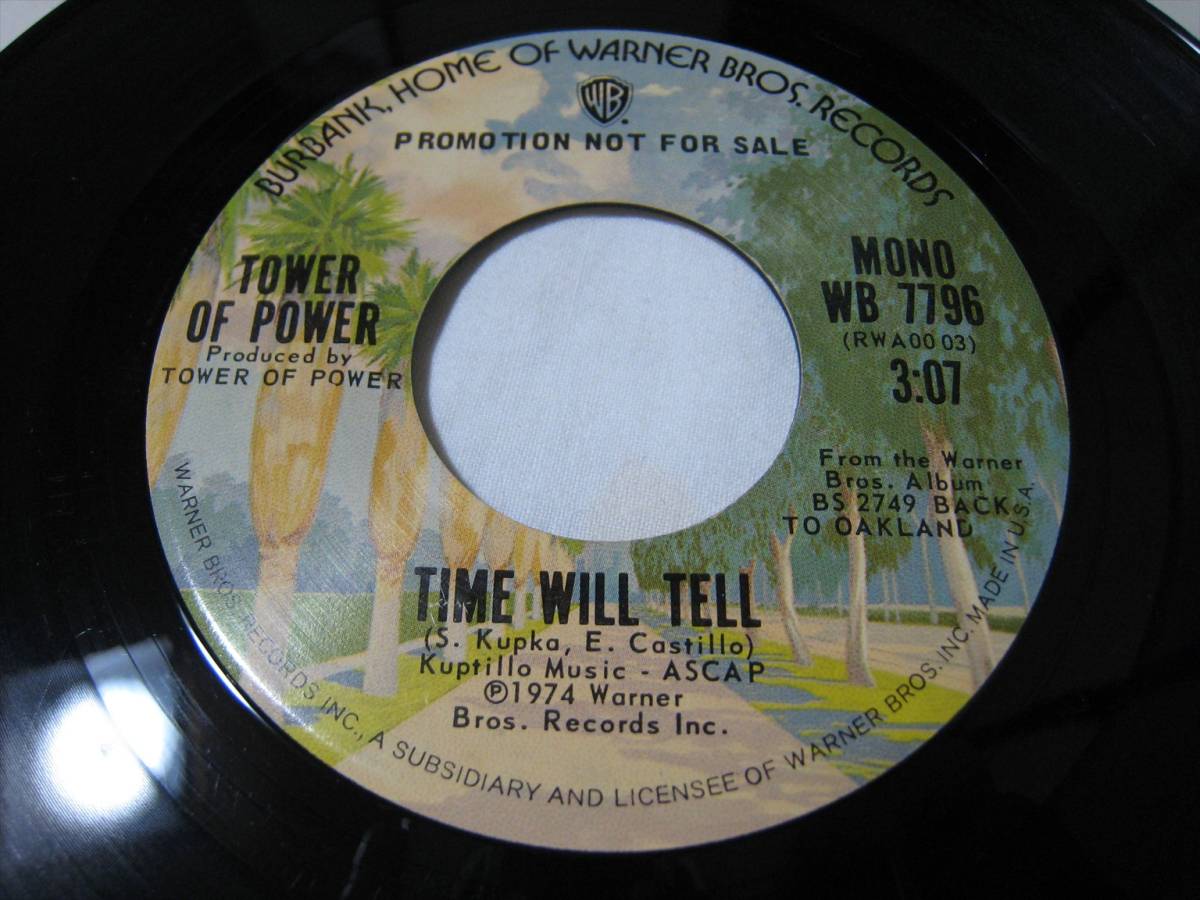 BURBANK, HOME OF WARNER BROS. RECORDS
WB
PROMOTION NOT FOR SALE
TOWER
OF POWER
Produced by
TOWER OF POWER
MONO
WB 7796
(RWA00 03)
3:07
From the Warner
Bros. Album
BS 2749 BACK
TO OAKLAND
TIME WILL TELL
(S. Kupka, E. Castillo)
Kuptillo Music - ASCAP
℗1974 Warner
Bros. Records Inc.
WARNER BROS. RECORDS INC., A SUBSIDIARY AND LICENSEE OF WARNER BROS. INC. MADE IN U.S.A.